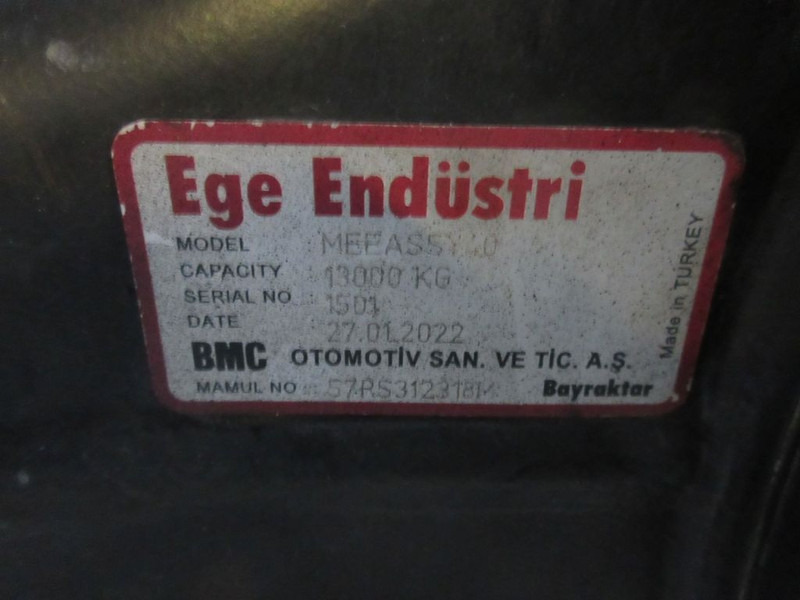 Ege Endüstri
MODEL
CAPACITY 13000 KG
SERIAL NO 1501
DATE 27.01.2022
BMC OTOMOTİV SAN. VE TİC. A.Ş.
MAMUL NO : Bayraktar
Made in TURKEY